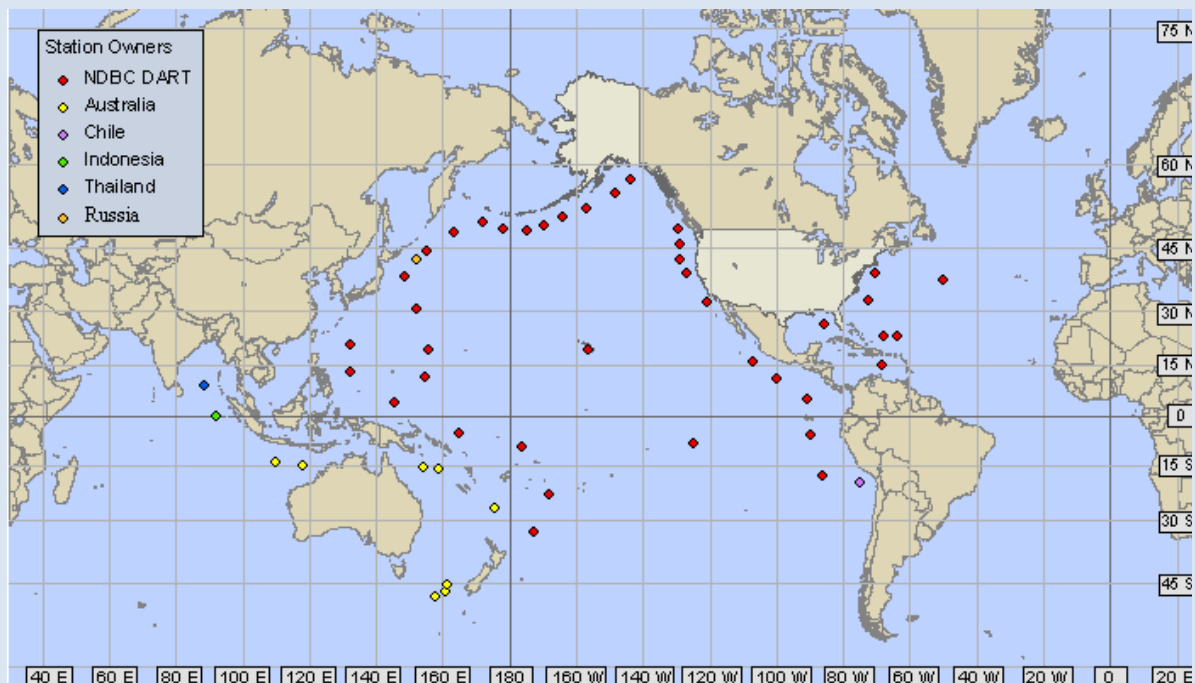 Station Owners
NDBC DART
Australia
Chile
Indonesia
Thailand
Russia
75 N
60 N
45 N
30 N
15 N
0
15 S
30 S
45 S
40 E
60 E
80 E
100 E
120 E
140 E
160 E
180
160 W
140 W
120 W
100 W
80 W
60 W
40 W
20 W
0
20 E